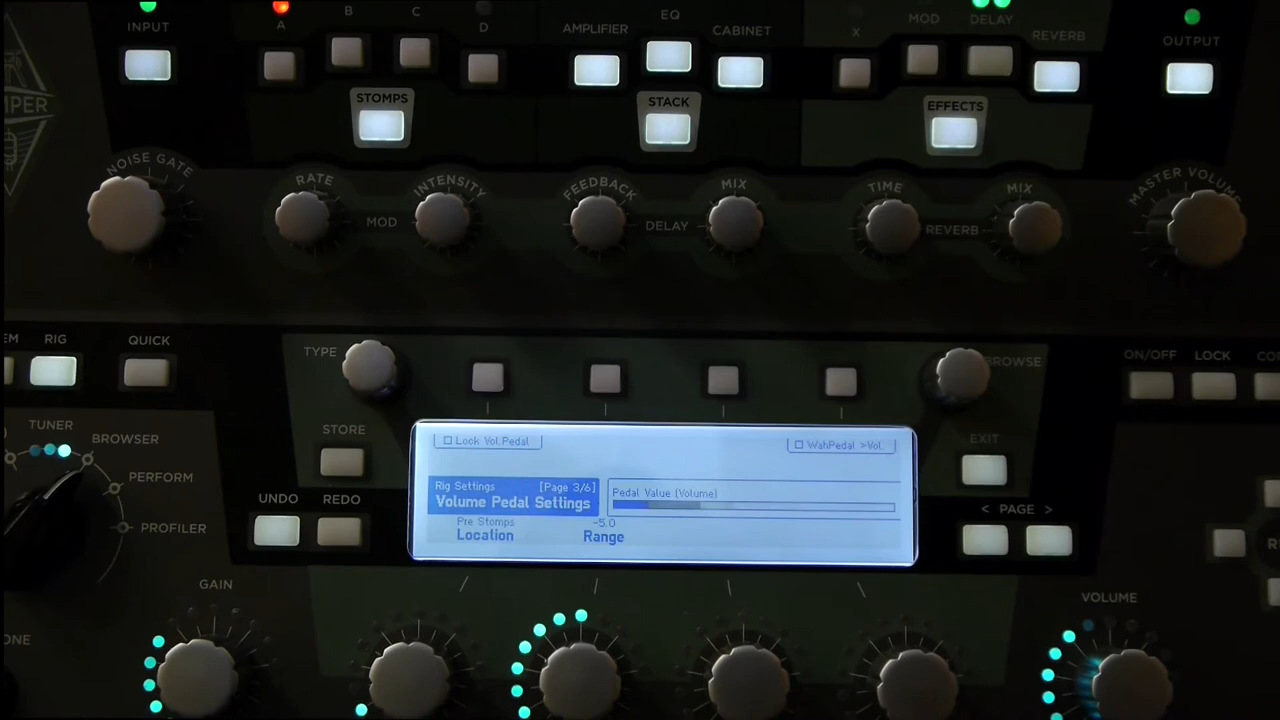 INPUT
A
B
C
D
AMPLIFIER
EQ
CABINET
X
MOD
DELAY
REVERB
OUTPUT
STOMPS
STACK
EFFECTS
NOISE GATE
RATE
MOD
INTENSITY
FEEDBACK
DELAY
MIX
TIME
REVERB
MIX
MASTER VOLUME
RIG
QUICK
TYPE
BROWSE
ON/OFF
LOCK
TUNER
BROWSER
PERFORM
PROFILER
STORE
UNDO
REDO
EXIT
< PAGE >
Lock Vol.Pedal
WahPedal >Vol.
Rig Settings [Page 3/6]
Volume Pedal Settings
Pedal Value (Volume)
Pre Stomps
Location
-5.0
Range
GAIN
VOLUME